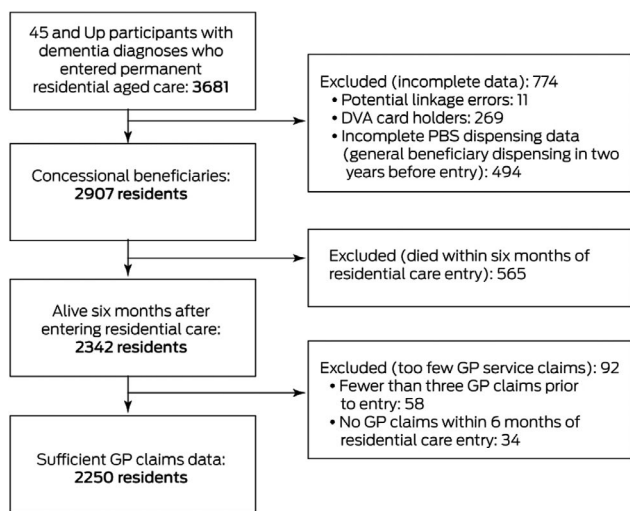 45 and Up participants with
dementia diagnoses who
entered permanent
residential aged care: 3681
Excluded (incomplete data): 774
• Potential linkage errors: 11
• DVA card holders: 269
• Incomplete PBS dispensing data
(general beneficiary dispensing in two
years before entry): 494
Concessional beneficiaries:
2907 residents
Excluded (died within six months of
residential care entry): 565
Alive six months after
entering residential care:
2342 residents
Excluded (too few GP service claims): 92
• Fewer than three GP claims prior
to entry: 58
• No GP claims within 6 months of
residential care entry: 34
Sufficient GP claims data:
2250 residents